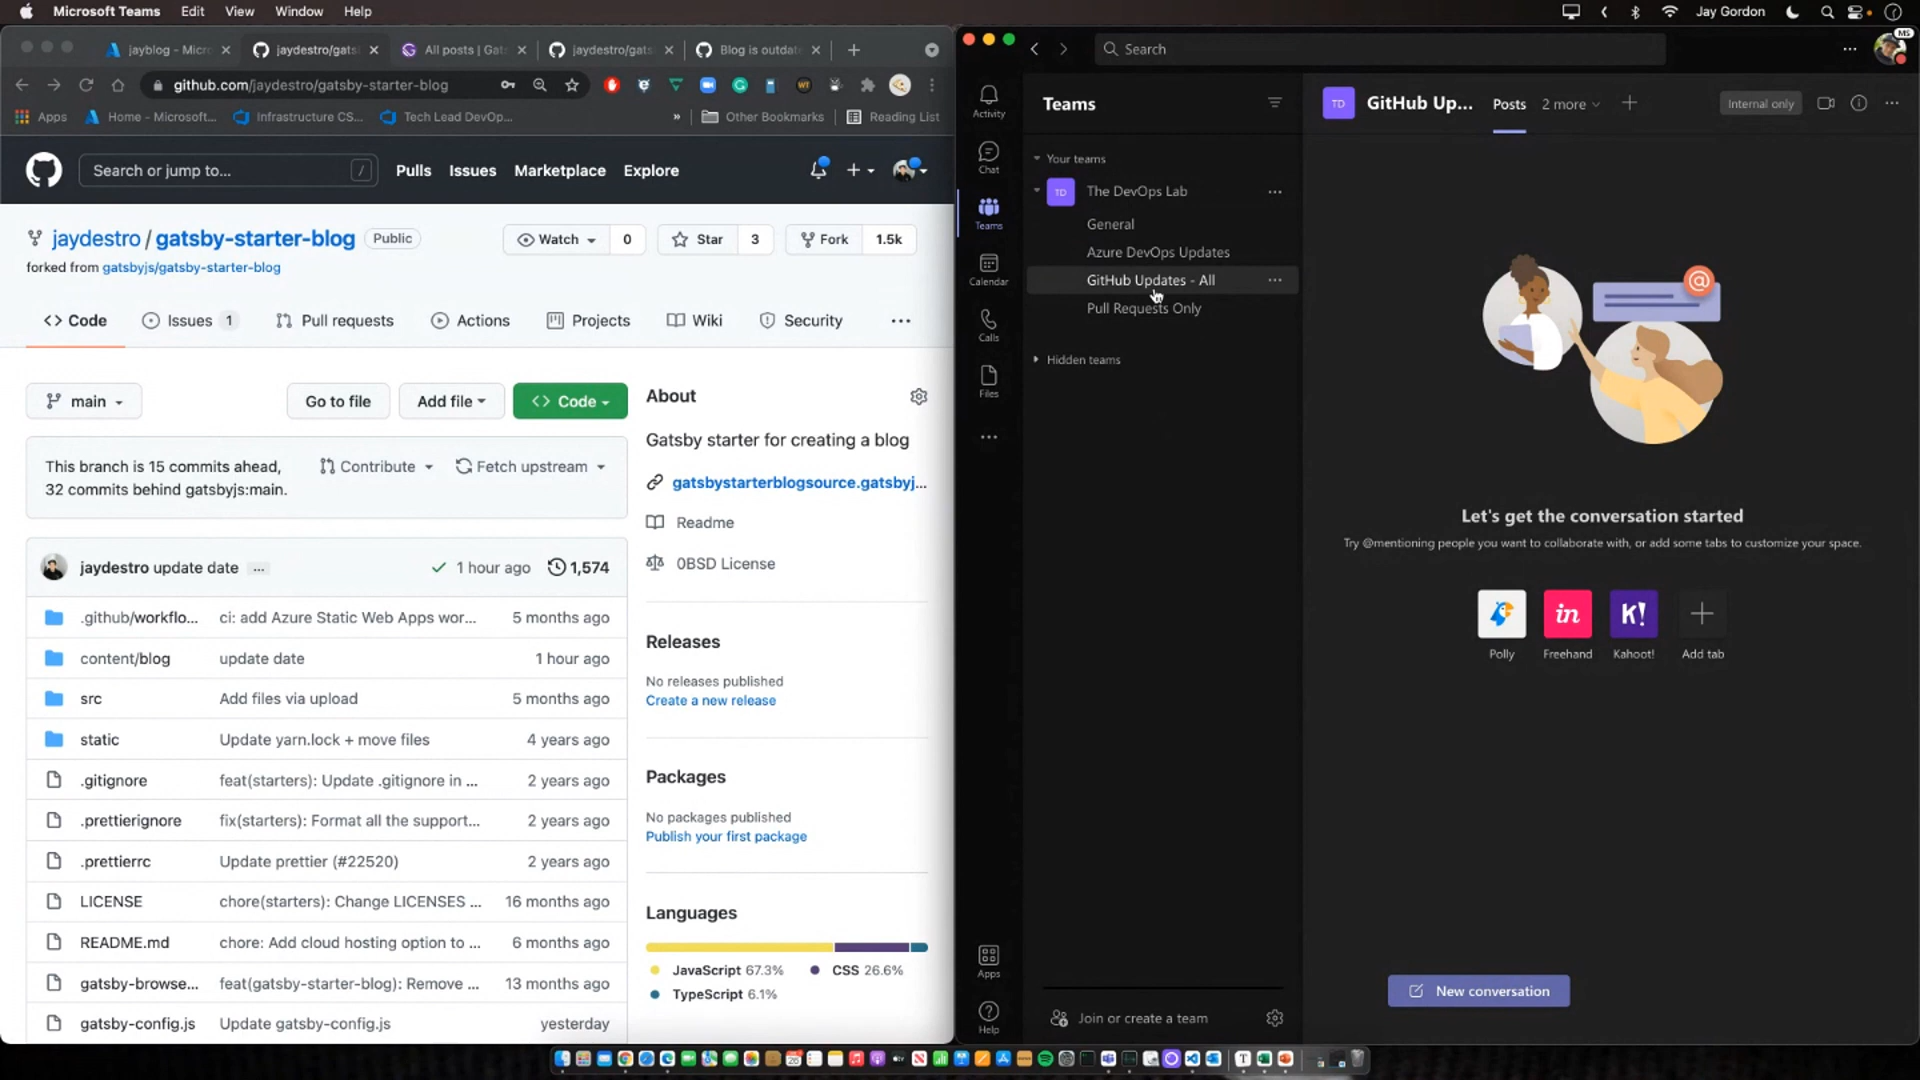 Microsoft Teams Edit View Window Help
Jay Gordon
jayblog - Micro
jaydestro/gats
All posts | Gats
jaydestro/gats
Blog is outdat
github.com/jaydestro/gatsby-starter-blog
Apps
Home - Microsoft...
Infrastructure CS...
Tech Lead DevOp...
»
Other Bookmarks
Reading List
Search or jump to... /
Pulls Issues Marketplace Explore
jaydestro / gatsby-starter-blog Public
Watch 0
Star 3
Fork 1.5k
forked from gatsbyjs/gatsby-starter-blog
<> Code
Issues 1
Pull requests
Actions
Projects
Wiki
Security
...
main
Go to file
Add file
<> Code
This branch is 15 commits ahead,
32 commits behind gatsbyjs:main.
Contribute
Fetch upstream
jaydestro update date ...
1 hour ago
1,574
.github/workflo... ci: add Azure Static Web Apps wor... 5 months ago
content/blog update date 1 hour ago
src Add files via upload 5 months ago
static Update yarn.lock + move files 4 years ago
.gitignore feat(starters): Update .gitignore in ... 2 years ago
.prettierignore fix(starters): Format all the support... 2 years ago
.prettierrc Update prettier (#22520) 2 years ago
LICENSE chore(starters): Change LICENSES ... 16 months ago
README.md chore: Add cloud hosting option to ... 6 months ago
gatsby-browse... feat(gatsby-starter-blog): Remove ... 13 months ago
gatsby-config.js Update gatsby-config.js yesterday
About
Gatsby starter for creating a blog
gatsbystarterblogsource.gatsbyj...
Readme
0BSD License
Releases
No releases published
Create a new release
Packages
No packages published
Publish your first package
Languages
JavaScript 67.3% CSS 26.6%
TypeScript 6.1%
Search
MS
Activity
Chat
Teams
Calendar
Calls
Files
...
Apps
Help
Teams
Your teams
TD The DevOps Lab ...
General
Azure DevOps Updates
GitHub Updates - All ...
Pull Requests Only
Hidden teams
Join or create a team
TD GitHub Up... Posts 2 more
Internal only
Let's get the conversation started
Try @mentioning people you want to collaborate with, or add some tabs to customize your space.
in
K!
Polly
Freehand
Kahoot!
Add tab
New conversation